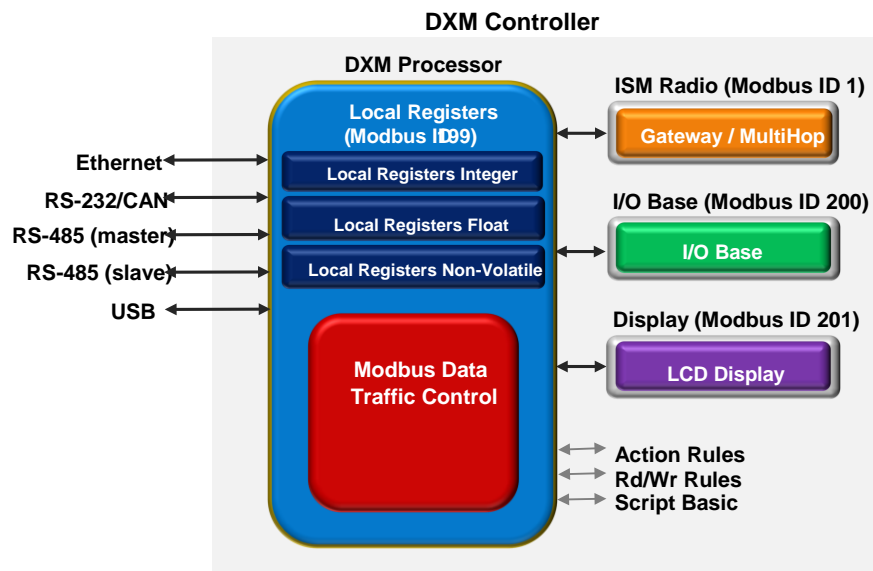 DXM Controller
DXM Processor
Local Registers
(Modbus ID199)
Local Registers Integer
Local Registers Float
Local Registers Non-Volatile
Modbus Data
Traffic Control
Ethernet
RS-232/CAN
RS-485 (master)
RS-485 (slave)
USB
ISM Radio (Modbus ID 1)
Gateway / MultiHop
I/O Base (Modbus ID 200)
I/O Base
Display (Modbus ID 201)
LCD Display
Action Rules
Rd/Wr Rules
Script Basic